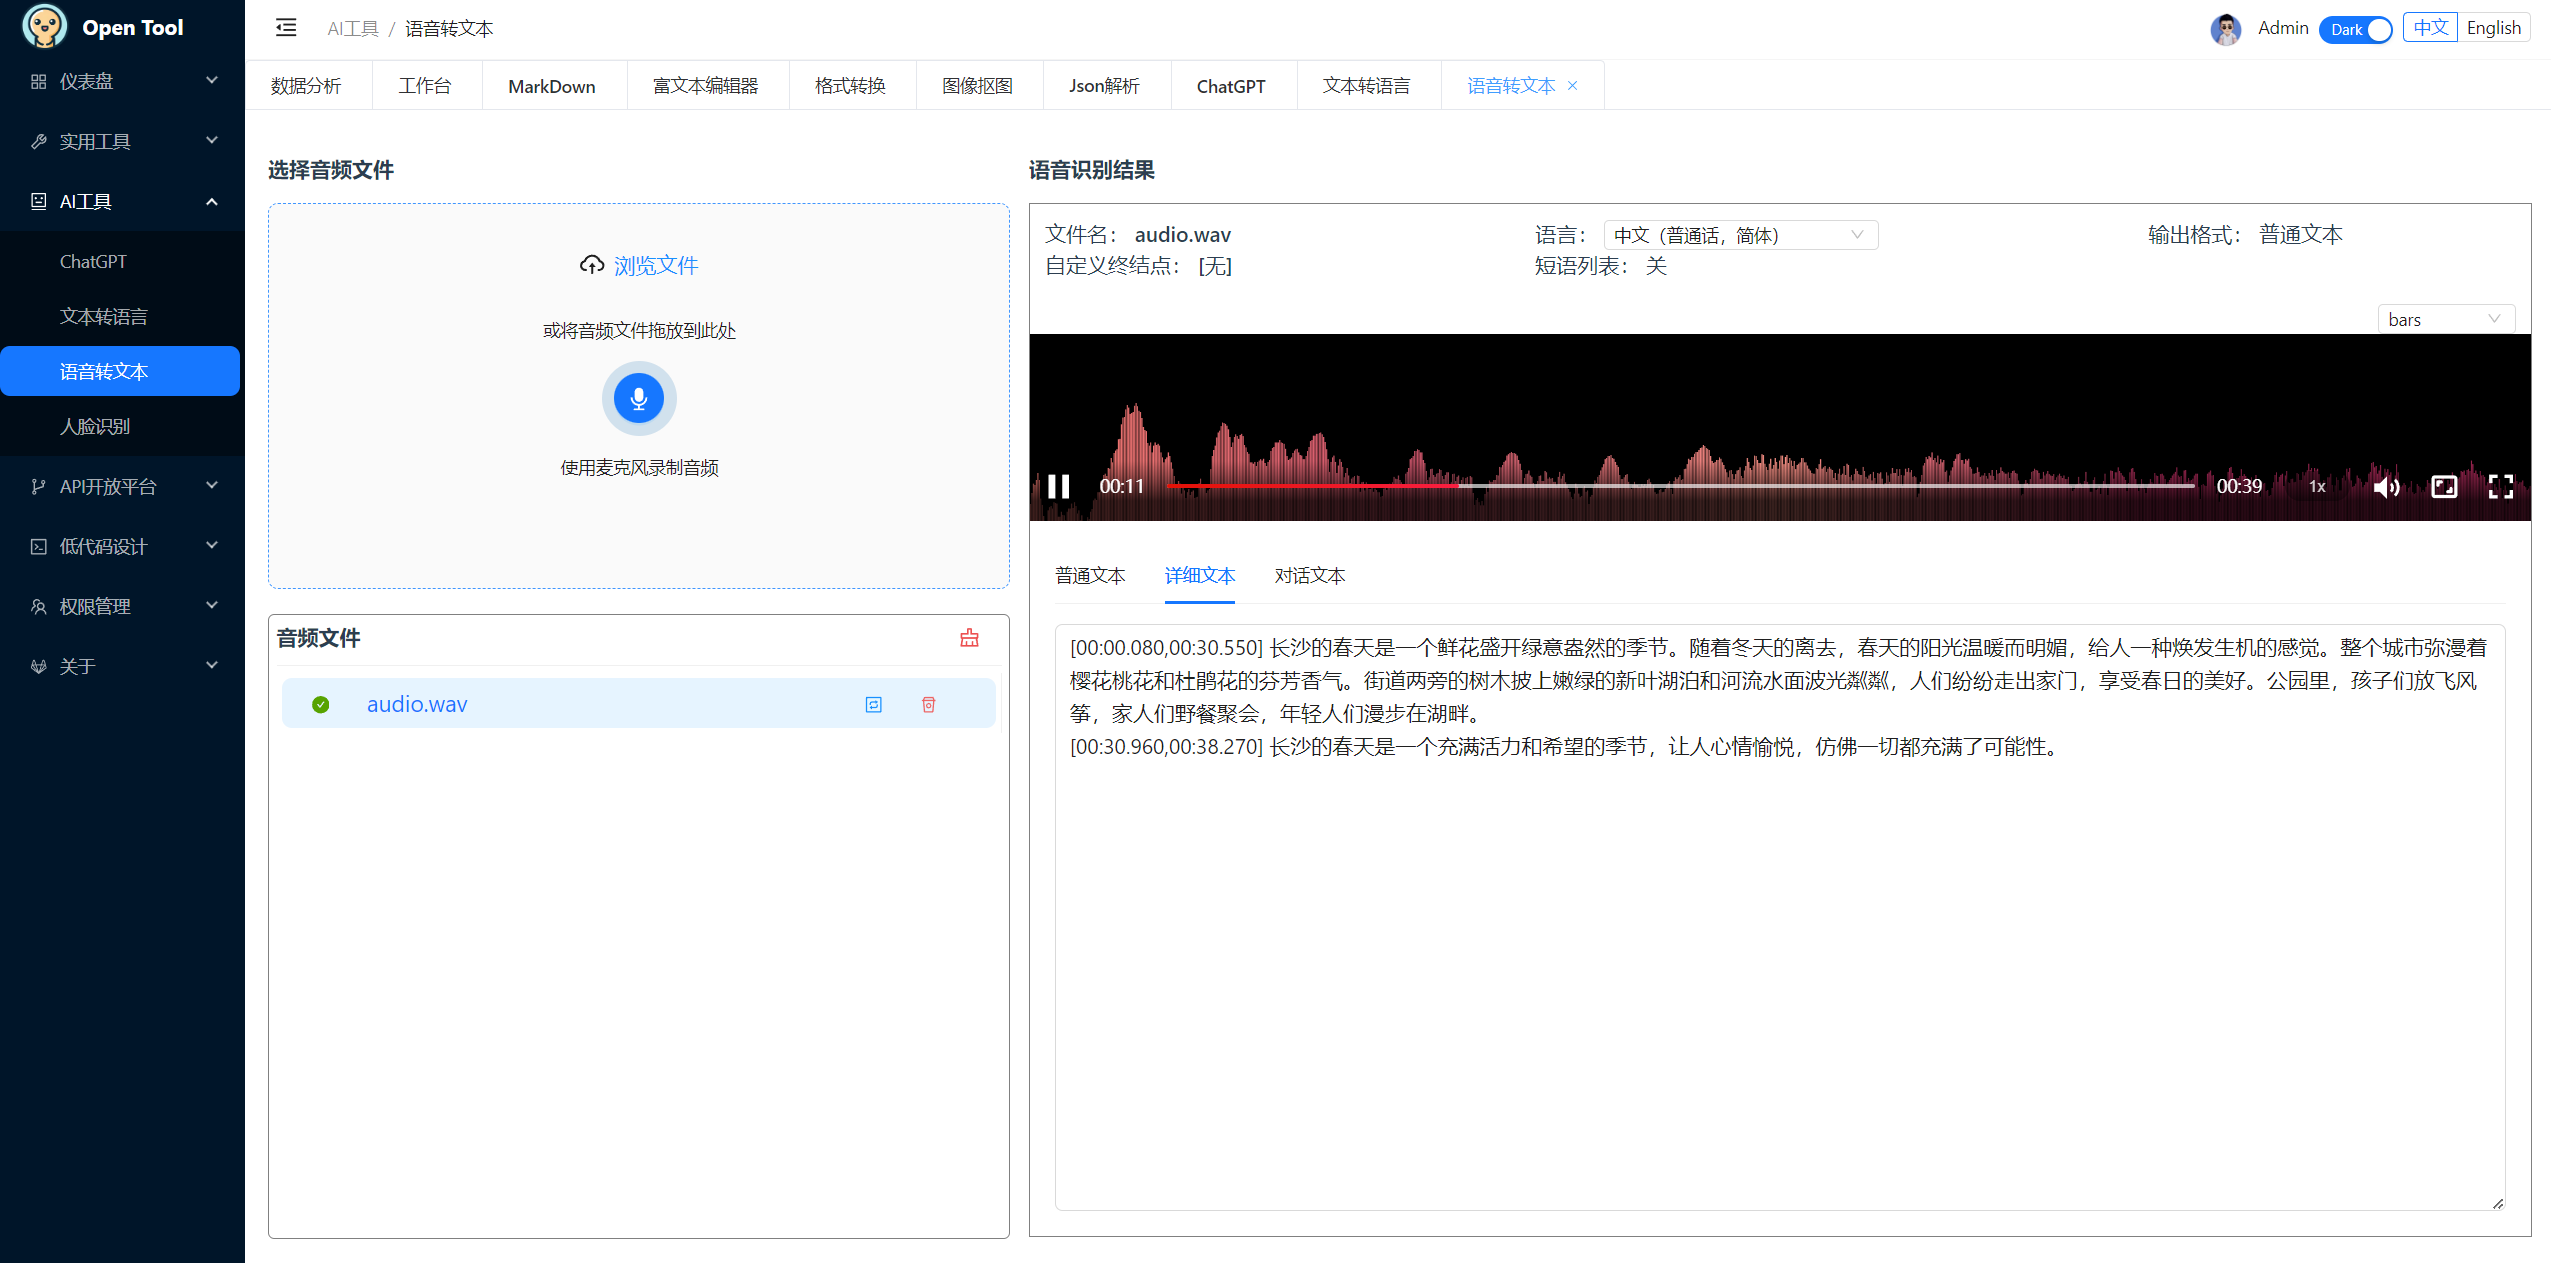 Open Tool
仪表盘
实用工具
AI工具
ChatGPT
文本转语言
语音转文本
人脸识别
API开放平台
低代码设计
权限管理
关于
AI工具 / 语音转文本
Admin
Dark
中文
English
数据分析
工作台
MarkDown
富文本编辑器
格式转换
图像抠图
Json解析
ChatGPT
文本转语言
语音转文本
选择音频文件
浏览文件
或将音频文件拖放到此处
使用麦克风录制音频
音频文件
audio.wav
语音识别结果
文件名： audio.wav
语言： 中文（普通话，简体）
输出格式： 普通文本
自定义终结点： [无]
短语列表： 关
bars
00:11
00:39
1x
普通文本
详细文本
对话文本
[00:00.080,00:30.550] 长沙的春天是一个鲜花盛开绿意盎然的季节。随着冬天的离去，春天的阳光温暖而明媚，给人一种焕发生机的感觉。整个城市弥漫着
樱花桃花和杜鹃花的芬芳香气。街道两旁的树木披上嫩绿的新叶湖泊和河流水面波光粼粼，人们纷纷走出家门，享受春日的美好。公园里，孩子们放飞风
筝，家人们野餐聚会，年轻人们漫步在湖畔。
[00:30.960,00:38.270] 长沙的春天是一个充满活力和希望的季节，让人心情愉悦，仿佛一切都充满了可能性。